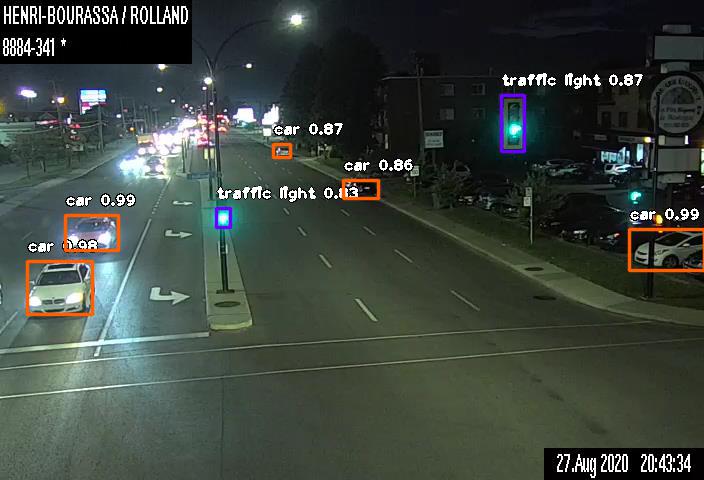 HENRI-BOURASSA / ROLLAND
8884-341 *
traffic light 0.87
car 0.87
car 0.86
traffic light 0.83
car 0.99
car 0.99
car 0.98
27.Aug 2020 20:43:34